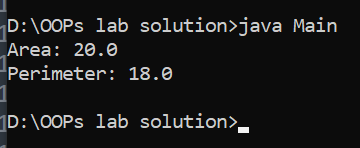 D:\OOPs lab solution>java Main
Area: 20.0
Perimeter: 18.0
D:\OOPs lab solution>_